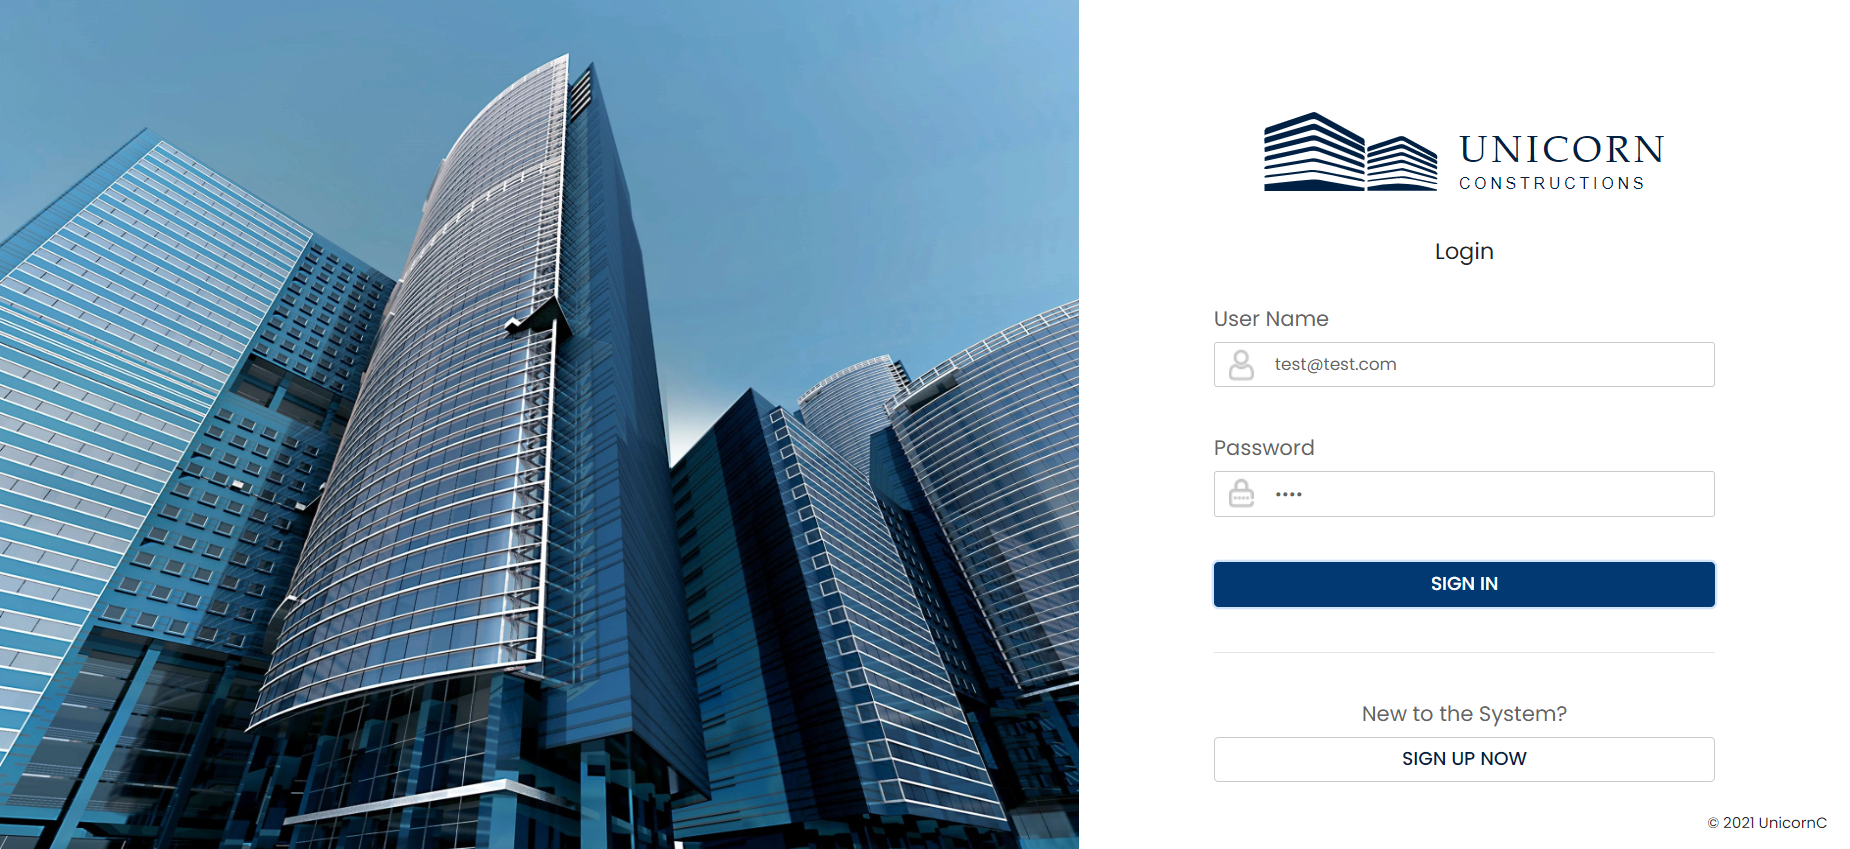 UNICORN
CONSTRUCTIONS
Login
User Name
test@test.com
Password
••••
SIGN IN
New to the System?
SIGN UP NOW
© 2021 UnicornC